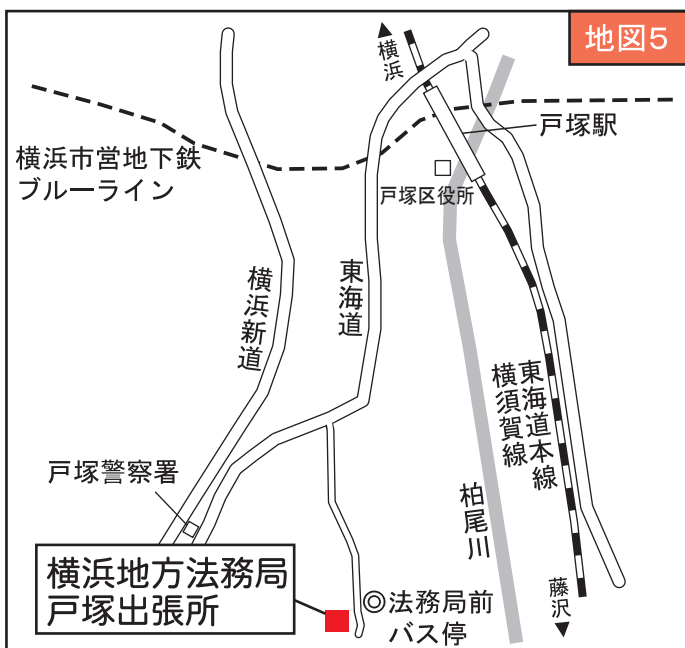 地図5
横浜
戸塚駅
横浜市営地下鉄
ブルーライン
戸塚区役所
横浜新道
東海道
東海道本線
横須賀線
戸塚警察署
柏尾川
横浜地方法務局
戸塚出張所
法務局前
バス停
藤沢